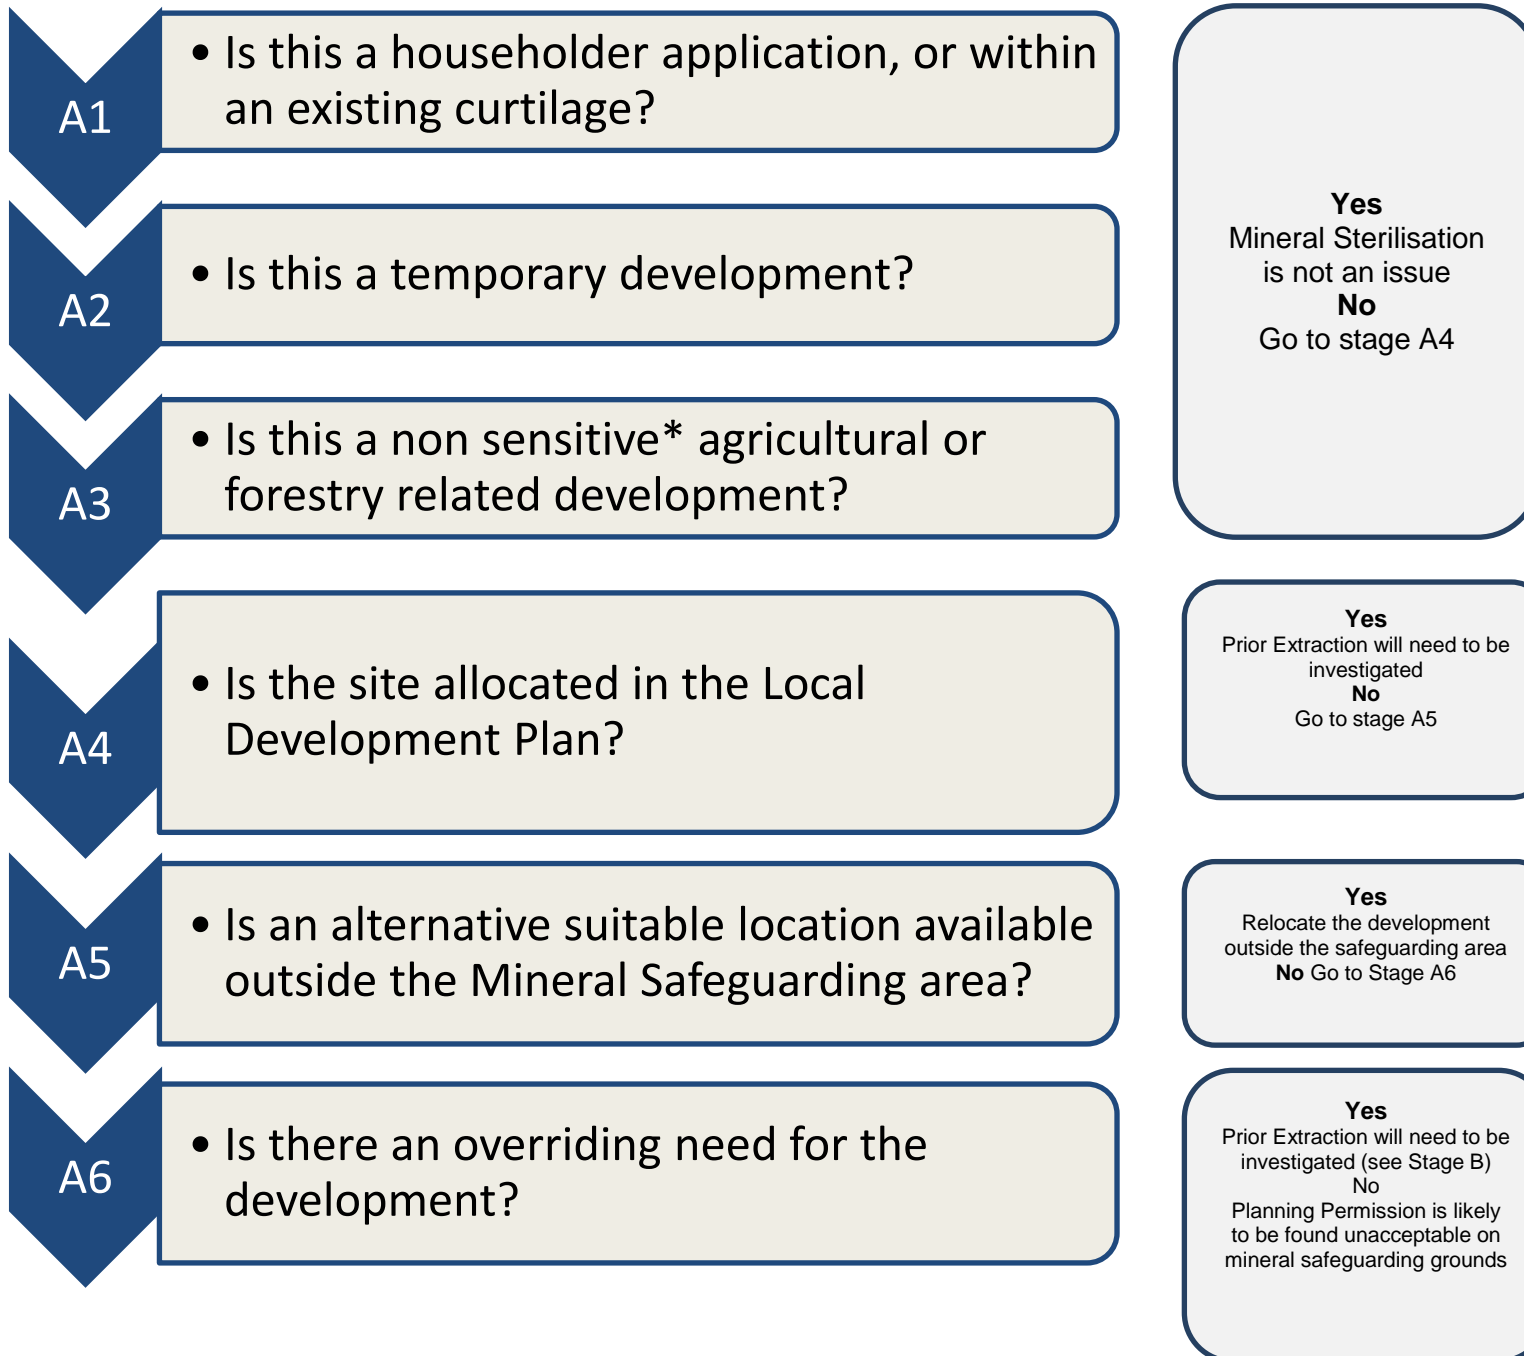 A1
• Is this a householder application, or within
an existing curtilage?
A2
• Is this a temporary development?
A3
• Is this a non sensitive* agricultural or
forestry related development?
Yes
Mineral Sterilisation
is not an issue
No
Go to stage A4
A4
• Is the site allocated in the Local
Development Plan?
Yes
Prior Extraction will need to be
investigated
No
Go to stage A5
A5
• Is an alternative suitable location available
outside the Mineral Safeguarding area?
Yes
Relocate the development
outside the safeguarding area
No Go to Stage A6
A6
• Is there an overriding need for the
development?
Yes
Prior Extraction will need to be
investigated (see Stage B)
No
Planning Permission is likely
to be found unacceptable on
mineral safeguarding grounds